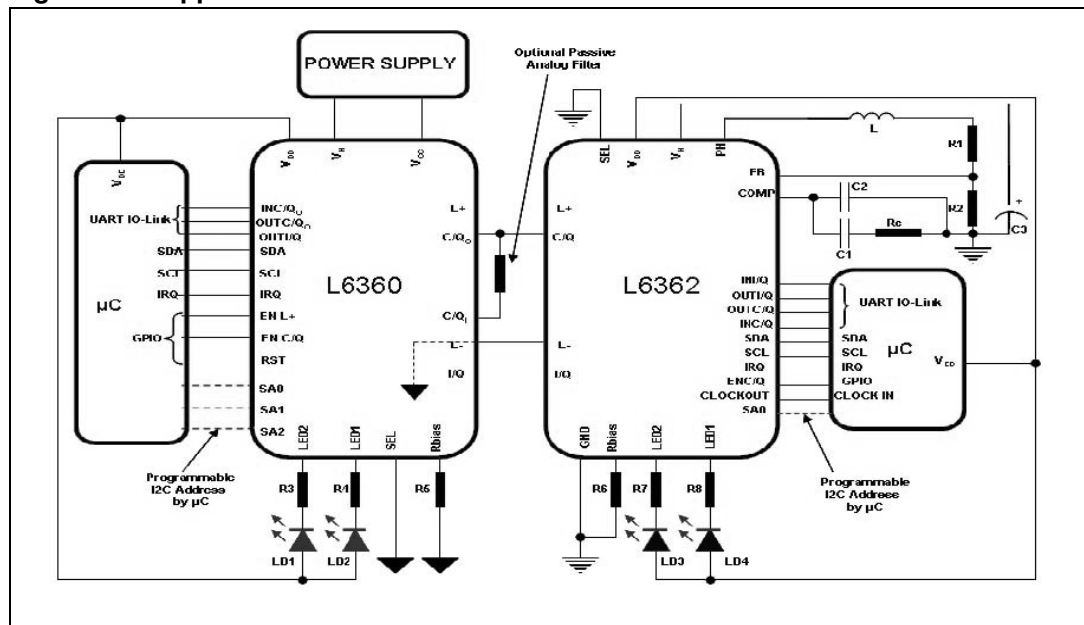 POWER SUPPLY
Optional Passive
Analog Filter
VDD
VH
VCC
SEL
VDD
VH
PH
L
R1
FB
COMP
C2
R2
+
C3
C1
Rc
VDC
µC
UART IO-Link
SDA
SCL
IRQ
GPIO
SA0
SA1
SA2
INC/QO
OUTC/QO
OUTI/Q
SDA
SCL
IRQ
EN L+
EN C/Q
RST
L6360
L+
C/QO
C/QI
L-
I/Q
LED2
LED1
SEL
Rbias
L+
C/Q
L-
I/Q
L6362
INI/Q
OUTI/Q
OUTC/Q
INC/Q
SDA
SCL
IRQ
ENC/Q
CLOCKOUT
SA0
GND
Rbias
LED2
LED1
UART IO-Link
SDA
SCL
IRQ
GPIO
CLOCK IN
µC
Programmable
I2C Address
by µC
R3
R4
R5
LD1
LD2
R6
R7
R8
LD3
LD4
Programmable
I2C Address
by µC